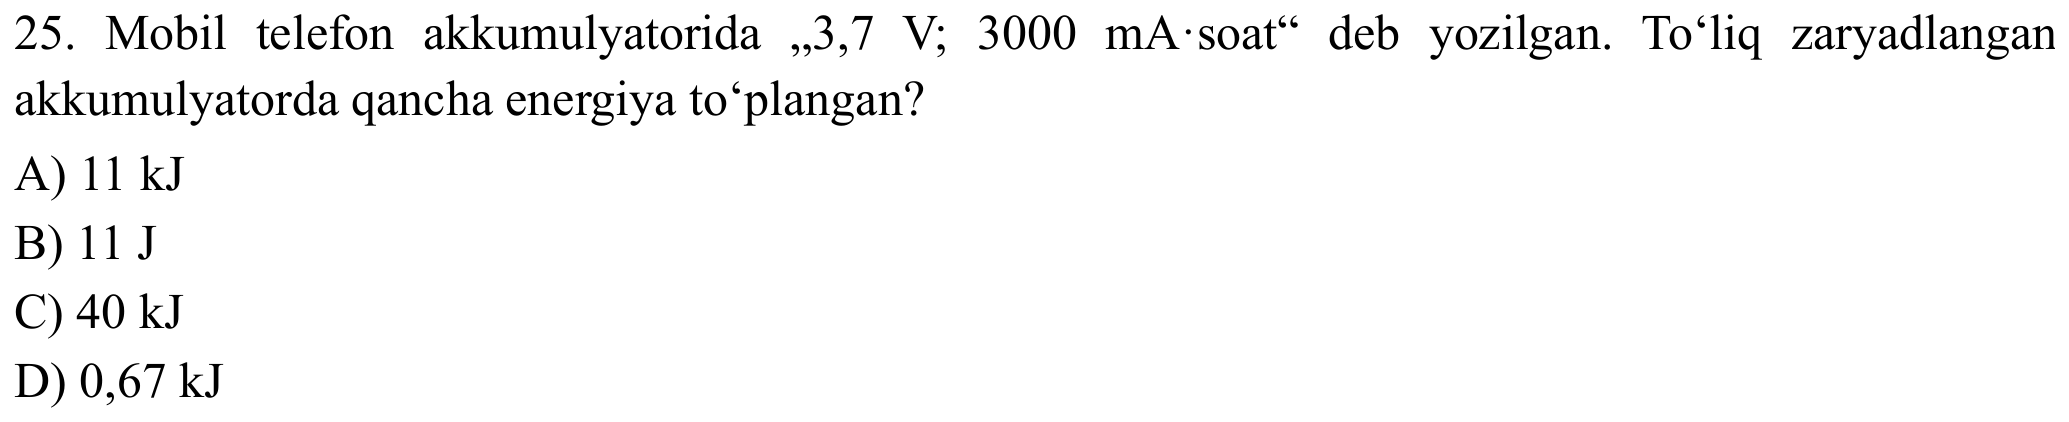 25. Mobil telefon akkumulyatorida „3,7 V; 3000 mA·soat“ deb yozilgan. To‘liq zaryadlangan
akkumulyatorda qancha energiya to‘plangan?
A) 11 kJ
B) 11 J
C) 40 kJ
D) 0,67 kJ